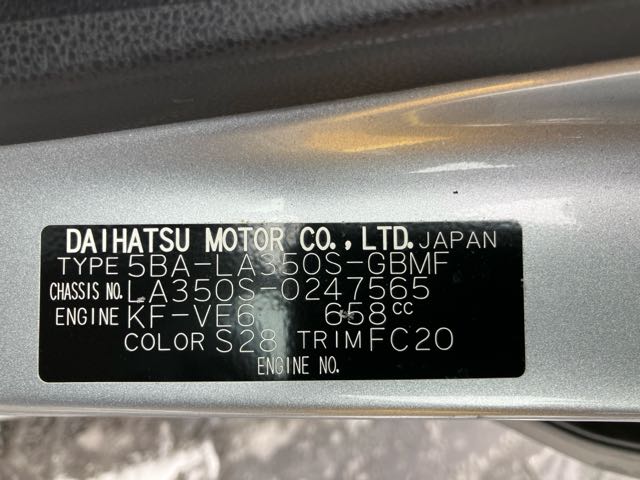 DAIHATSU MOTOR CO., LTD. JAPAN
TYPE 5BA-LA350S-GBMF
CHASSIS NO. LA350S-0247565
ENGINE KF-VE6 658cc
COLOR S28 TRIM FC20
ENGINE NO.